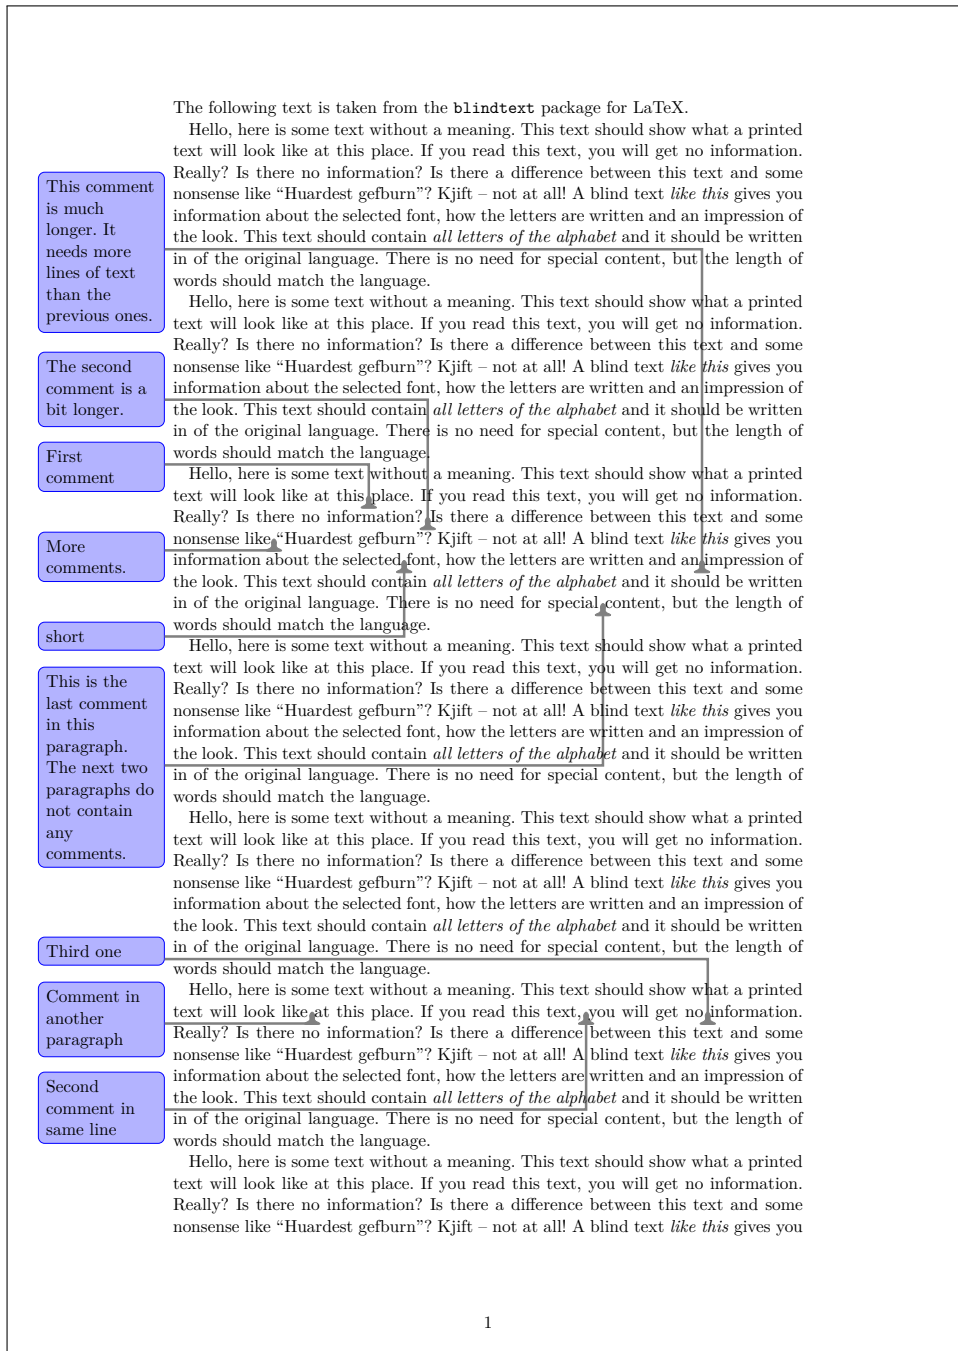 The following text is taken from the blindtext package for LaTeX.
Hello, here is some text without a meaning. This text should show what a printed
text will look like at this place. If you read this text, you will get no information.
Really? Is there no information? Is there a difference between this text and some
nonsense like “Huardest gefburn”? Kjift – not at all! A blind text like this gives you
information about the selected font, how the letters are written and an impression of
the look. This text should contain all letters of the alphabet and it should be written
in of the original language. There is no need for special content, but the length of
words should match the language.
Hello, here is some text without a meaning. This text should show what a printed
text will look like at this place. If you read this text, you will get no information.
Really? Is there no information? Is there a difference between this text and some
nonsense like “Huardest gefburn”? Kjift – not at all! A blind text like this gives you
information about the selected font, how the letters are written and an impression of
the look. This text should contain all letters of the alphabet and it should be written
in of the original language. There is no need for special content, but the length of
words should match the language.
Hello, here is some text without a meaning. This text should show what a printed
text will look like at this place. If you read this text, you will get no information.
Really? Is there no information? Is there a difference between this text and some
nonsense like “Huardest gefburn”? Kjift – not at all! A blind text like this gives you
information about the selected font, how the letters are written and an impression of
the look. This text should contain all letters of the alphabet and it should be written
in of the original language. There is no need for special content, but the length of
words should match the language.
Hello, here is some text without a meaning. This text should show what a printed
text will look like at this place. If you read this text, you will get no information.
Really? Is there no information? Is there a difference between this text and some
nonsense like “Huardest gefburn”? Kjift – not at all! A blind text like this gives you
information about the selected font, how the letters are written and an impression of
the look. This text should contain all letters of the alphabet and it should be written
in of the original language. There is no need for special content, but the length of
words should match the language.
Hello, here is some text without a meaning. This text should show what a printed
text will look like at this place. If you read this text, you will get no information.
Really? Is there no information? Is there a difference between this text and some
nonsense like “Huardest gefburn”? Kjift – not at all! A blind text like this gives you
information about the selected font, how the letters are written and an impression of
the look. This text should contain all letters of the alphabet and it should be written
in of the original language. There is no need for special content, but the length of
words should match the language.
Hello, here is some text without a meaning. This text should show what a printed
text will look like at this place. If you read this text, you will get no information.
Really? Is there no information? Is there a difference between this text and some
nonsense like “Huardest gefburn”? Kjift – not at all! A blind text like this gives you
information about the selected font, how the letters are written and an impression of
the look. This text should contain all letters of the alphabet and it should be written
in of the original language. There is no need for special content, but the length of
words should match the language.
Hello, here is some text without a meaning. This text should show what a printed
text will look like at this place. If you read this text, you will get no information.
Really? Is there no information? Is there a difference between this text and some
nonsense like “Huardest gefburn”? Kjift – not at all! A blind text like this gives you
This comment
is much
longer. It
needs more
lines of text
than the
previous ones.
The second
comment is a
bit longer.
First
comment
More
comments.
short
This is the
last comment
in this
paragraph.
The next two
paragraphs do
not contain
any
comments.
Third one
Comment in
another
paragraph
Second
comment in
same line
1